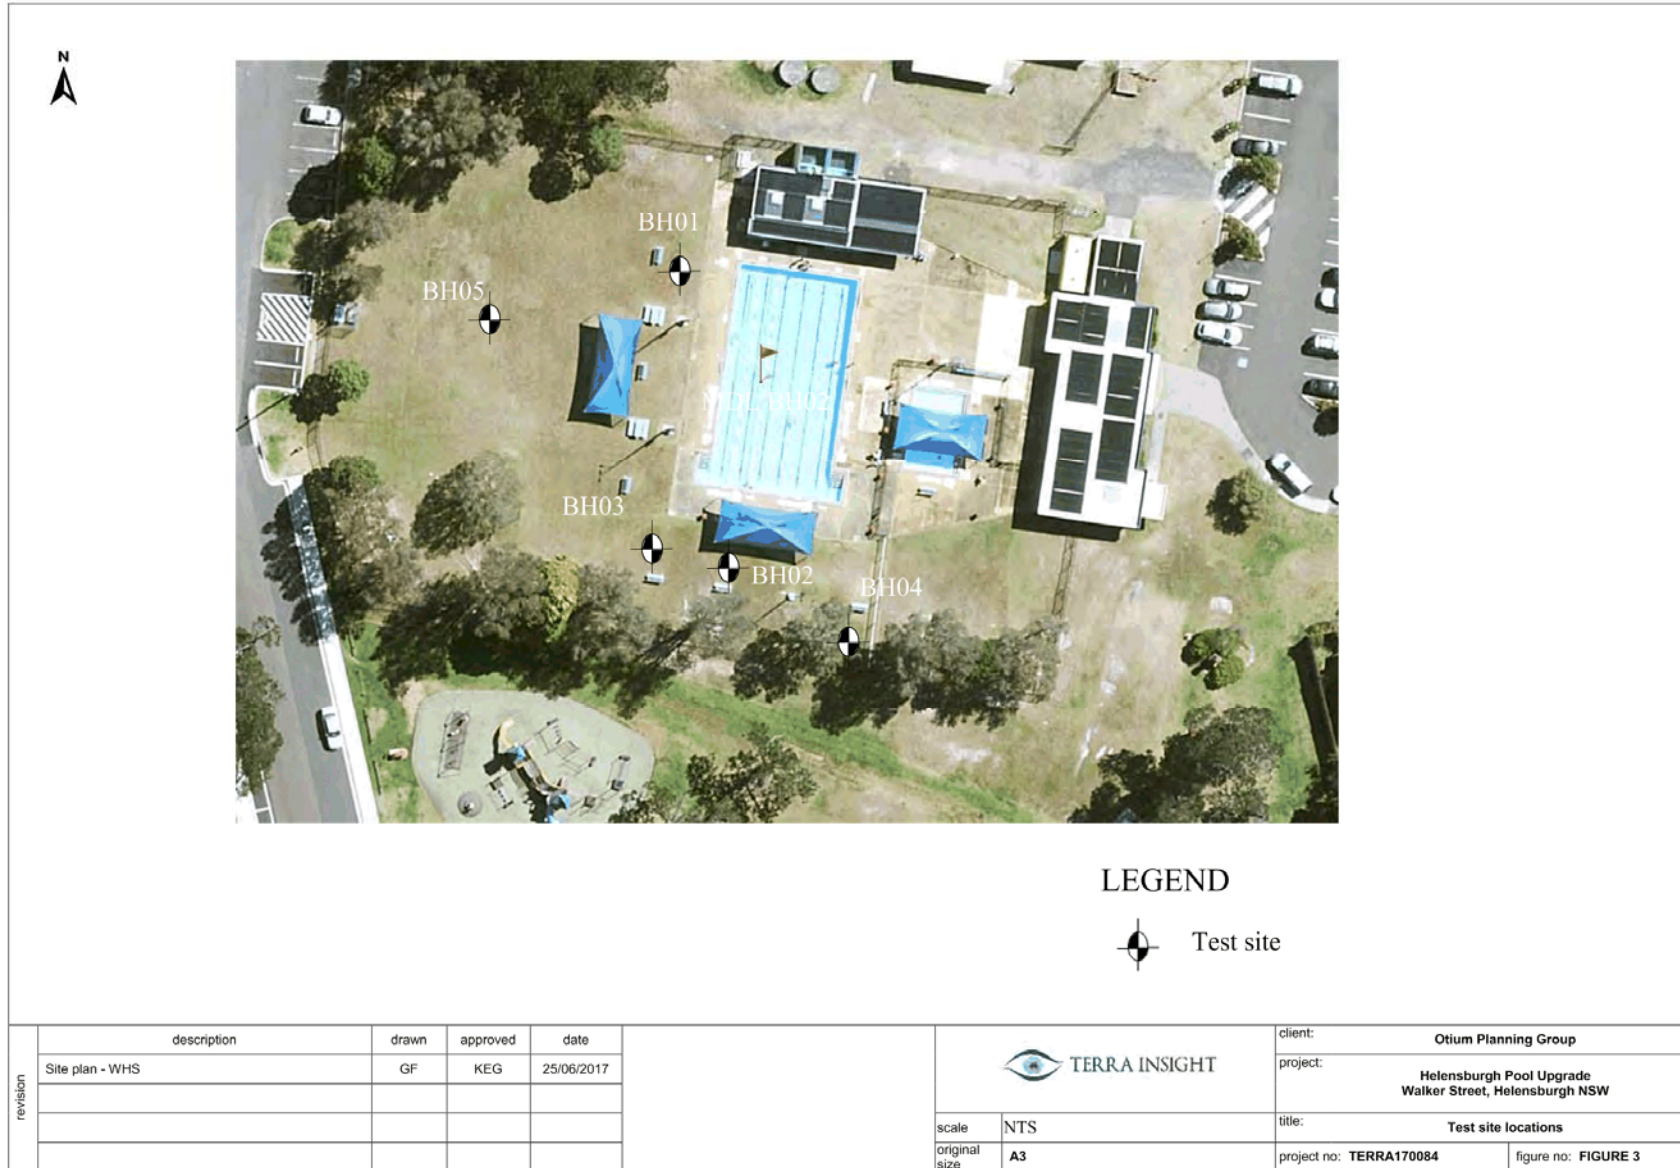 N
BH01
BH05
BH03
BH02
BH04
LEGEND
Test site
revision
description
drawn
approved
date
Site plan - WHS
GF
KEG
25/06/2017
TERRA INSIGHT
scale
NTS
original
size
A3
client:
Otium Planning Group
project:
Helensburgh Pool Upgrade
Walker Street, Helensburgh NSW
title:
Test site locations
project no: TERRA170084
figure no: FIGURE 3